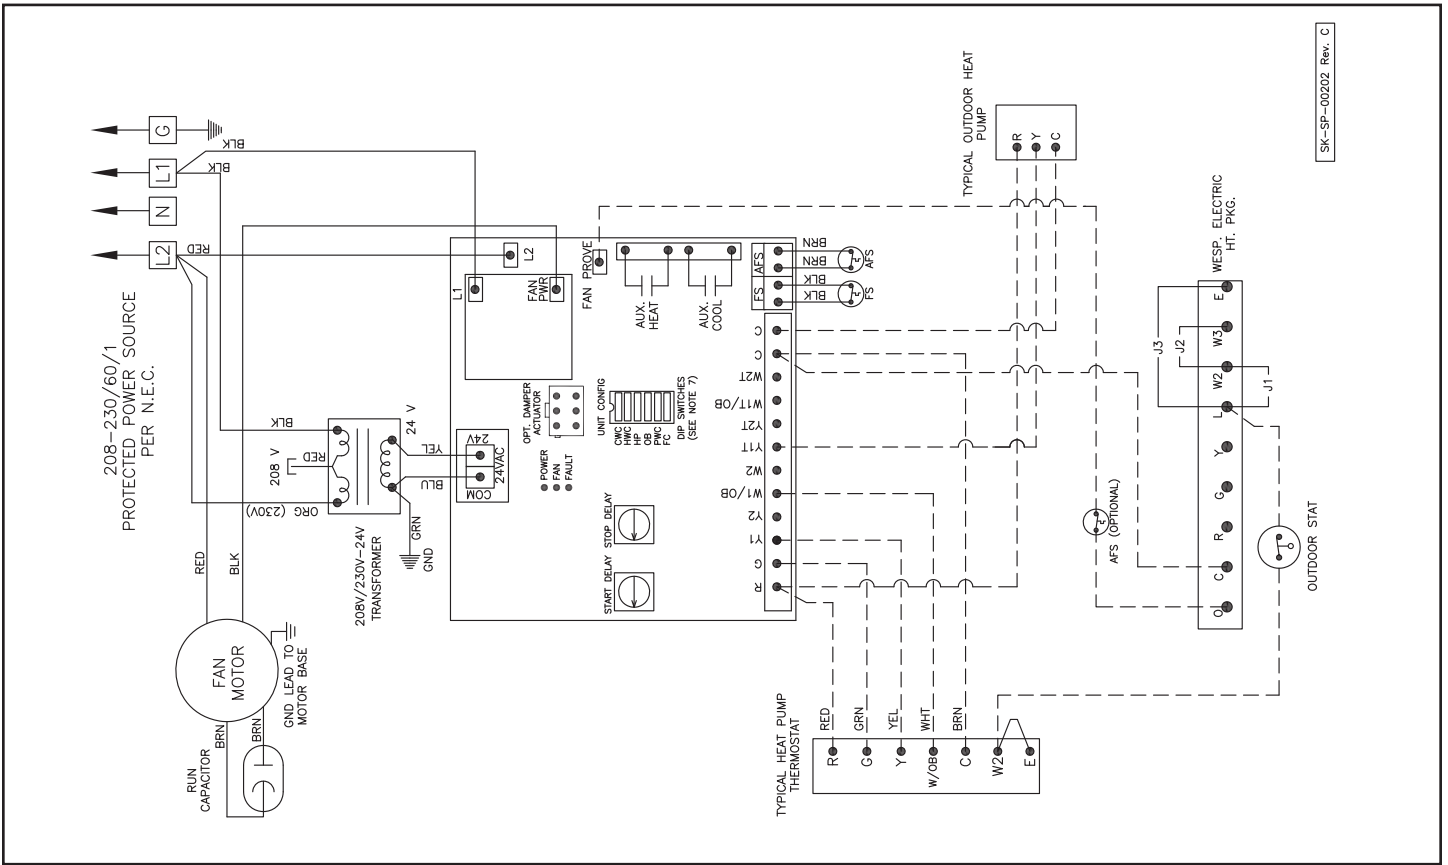 SK-SP-00202 Rev. C
208-230/60/1
PROTECTED POWER SOURCE
PER N.E.C.
G
L1
N
L2
BLK
BLK
RED
RED
BLK
FAN
MOTOR
BRN
BRN
RUN
CAPACITOR
GND LEAD TO
MOTOR BASE
BLK
208 V
RED
ORG (230V)
24 V
208V/230V-24V
TRANSFORMER
YEL
BLU
GRN
GND
24V
24VAC
COM
L1
L2
FAN
PWR
FAN PROVE
OPT. DAMPER
ACTUATOR
POWER
FAN
FAULT
UNIT CONFIG
CWC
HWC
HP
OB
PWC
FC
DIP SWITCHES
(SEE NOTE 7)
STOP DELAY
START DELAY
AUX.
HEAT
AUX.
COOL
AFS
FS
BRN
BRN
BLK
BLK
AFS
FS
C
C
W2T
W1T/OB
Y2T
Y1T
W2
W1/OB
Y2
Y1
G
R
TYPICAL OUTDOOR HEAT
PUMP
R
Y
C
WESP. ELECTRIC
HT. PKG.
E
W3
W2
L
Y
G
R
C
O
J3
J2
J1
AFS (OPTIONAL)
OUTDOOR STAT
TYPICAL HEAT PUMP
THERMOSTAT
RED
GRN
YEL
WHT
BRN
R
G
Y
W/OB
C
W2
E